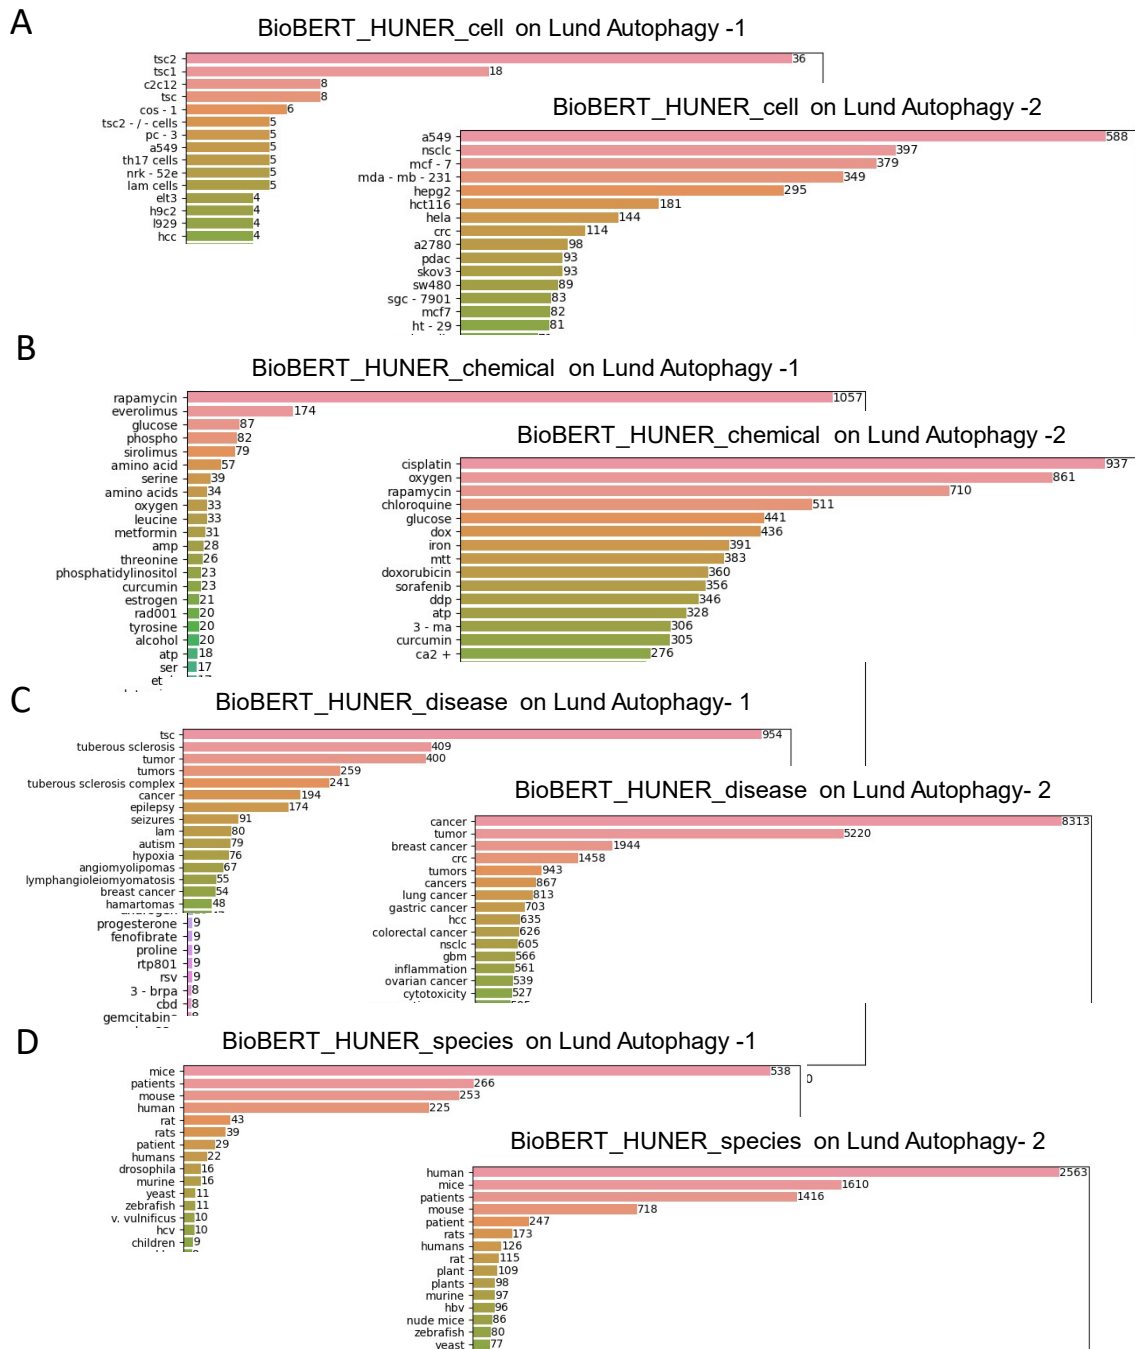 A
BioBERT_HUNER_cell on Lund Autophagy -1
tsc2 36
tsc1 18
c2c12 8
tsc 8
cos - 1 6
tsc2 - / - cells 5
pc - 3 5
a549 5
th17 cells 5
nrk - 52e 5
lam cells 5
elt3 4
h9c2 4
l929 4
hcc 4
BioBERT_HUNER_cell on Lund Autophagy -2
a549 588
nsclc 397
mcf - 7 379
mda - mb - 231 349
hepg2 295
hct116 181
hela 144
crc 114
a2780 98
pdac 93
skov3 93
sw480 89
sgc - 7901 83
mcf7 82
ht - 29 81
B
BioBERT_HUNER_chemical on Lund Autophagy -1
rapamycin 1057
everolimus 174
glucose 87
phospho 82
sirolimus 79
amino acid 57
serine 39
amino acids 34
oxygen 33
leucine 33
metformin 31
amp 28
threonine 26
phosphatidylinositol 23
curcumin 23
estrogen 21
rad001 20
tyrosine 20
alcohol 20
atp 18
ser 17
et
BioBERT_HUNER_chemical on Lund Autophagy -2
cisplatin 937
oxygen 861
rapamycin 710
chloroquine 511
glucose 441
dox 436
iron 391
mtt 383
doxorubicin 360
sorafenib 356
ddp 346
atp 328
3 - ma 306
curcumin 305
ca2 + 276
C
BioBERT_HUNER_disease on Lund Autophagy- 1
tsc 954
tuberous sclerosis 409
tumor 400
tumors 259
tuberous sclerosis complex 241
cancer 194
epilepsy 174
seizures 91
lam 80
autism 79
hypoxia 76
angiomyolipomas 67
lymphangioleiomyomatosis 55
breast cancer 54
hamartomas 48
progesterone 9
fenofibrate 9
proline 9
rtp801 9
rsv 9
3 - brpa 8
cbd 8
gemcitabine 8
BioBERT_HUNER_disease on Lund Autophagy- 2
cancer 8313
tumor 5220
breast cancer 1944
crc 1458
tumors 943
cancers 867
lung cancer 813
gastric cancer 703
hcc 635
colorectal cancer 626
nsclc 605
gbm 566
inflammation 561
ovarian cancer 539
cytotoxicity 527
D
BioBERT_HUNER_species on Lund Autophagy -1
mice 538
patients 266
mouse 253
human 225
rat 43
rats 39
patient 29
humans 22
drosophila 16
murine 16
yeast 11
zebrafish 11
v. vulnificus 10
hcv 10
children 9
0
BioBERT_HUNER_species on Lund Autophagy- 2
human 2563
mice 1610
patients 1416
mouse 718
patient 247
rats 173
humans 126
rat 115
plant 109
plants 98
murine 97
hbv 96
nude mice 86
zebrafish 80
yeast 77